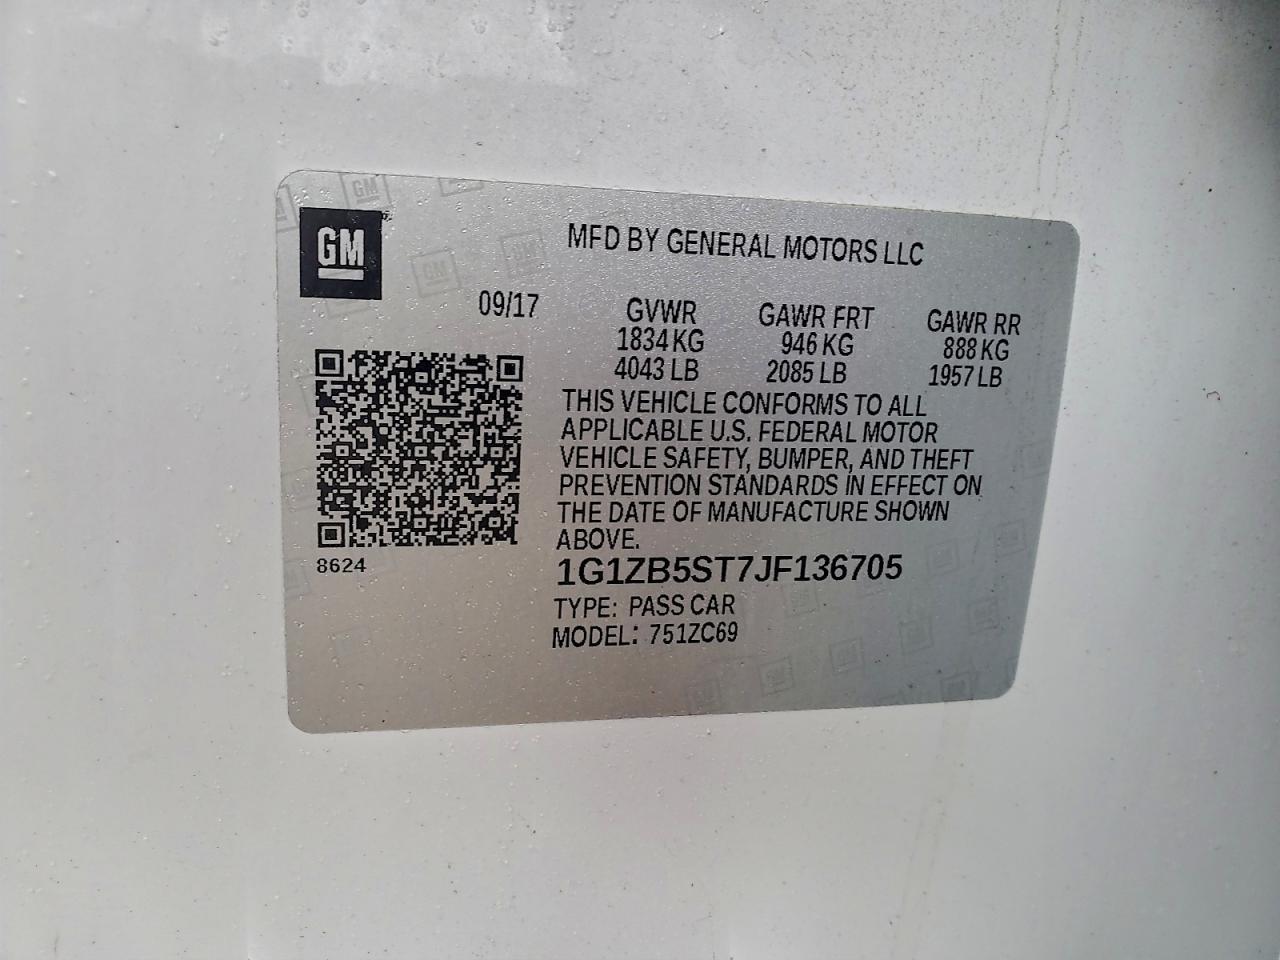 GM
MFD BY GENERAL MOTORS LLC
09/17
GVWR GAWR FRT GAWR RR
1834 KG 946 KG 888 KG
4043 LB 2085 LB 1957 LB
THIS VEHICLE CONFORMS TO ALL
APPLICABLE U.S. FEDERAL MOTOR
VEHICLE SAFETY, BUMPER, AND THEFT
PREVENTION STANDARDS IN EFFECT ON
THE DATE OF MANUFACTURE SHOWN
ABOVE.
8624
1G1ZB5ST7JF136705
TYPE: PASS CAR
MODEL: 751ZC69